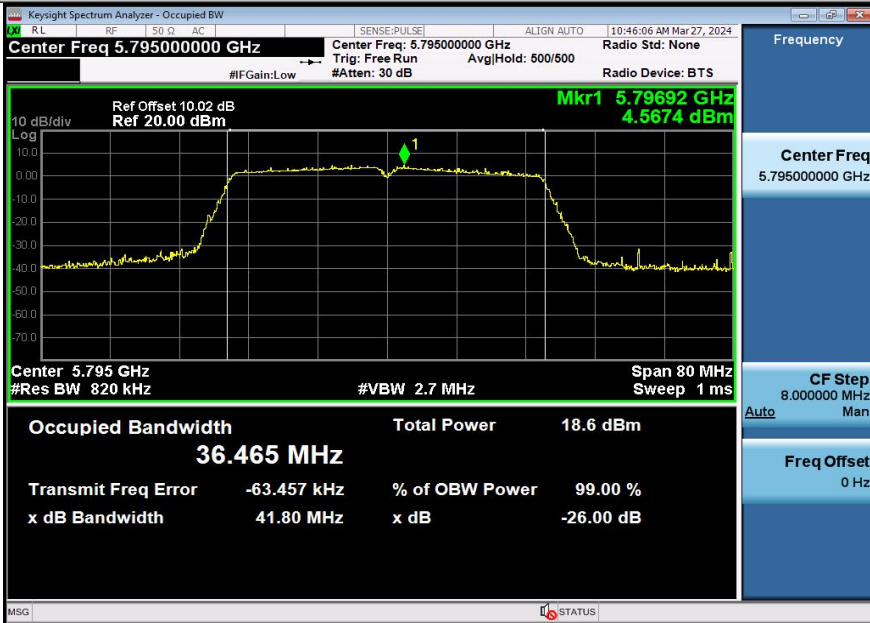 Keysight Spectrum Analyzer - Occupied BW
LXI RL RF 50 Ω AC SENSE:PULSE ALIGN AUTO 10:46:06 AM Mar 27, 2024
Center Freq 5.795000000 GHz
Center Freq: 5.795000000 GHz Radio Std: None
Trig: Free Run Avg|Hold: 500/500
#IFGain:Low #Atten: 30 dB Radio Device: BTS
Frequency
Mkr1 5.79692 GHz
4.5674 dBm
Ref Offset 10.02 dB
10 dB/div Ref 20.00 dBm
Log
1
10.0
0.00
-10.0
-20.0
-30.0
-40.0
-50.0
-60.0
-70.0
Center 5.795 GHz Span 80 MHz
#Res BW 820 kHz #VBW 2.7 MHz Sweep 1 ms
Occupied Bandwidth Total Power 18.6 dBm
36.465 MHz
Transmit Freq Error -63.457 kHz % of OBW Power 99.00 %
x dB Bandwidth 41.80 MHz x dB -26.00 dB
Center Freq
5.795000000 GHz
CF Step
8.000000 MHz
Auto Man
Freq Offset
0 Hz
MSG STATUS